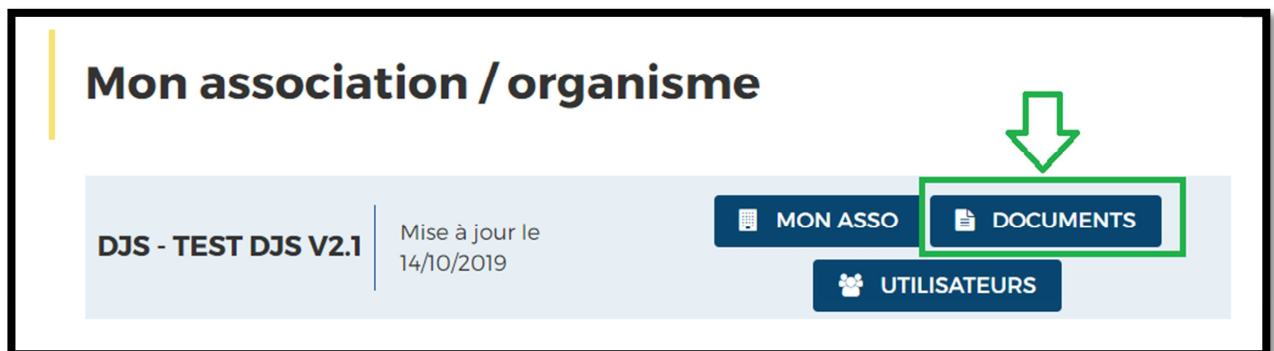 Mon association / organisme
DJS - TEST DJS V2.1
Mise à jour le
14/10/2019
MON ASSO
DOCUMENTS
UTILISATEURS